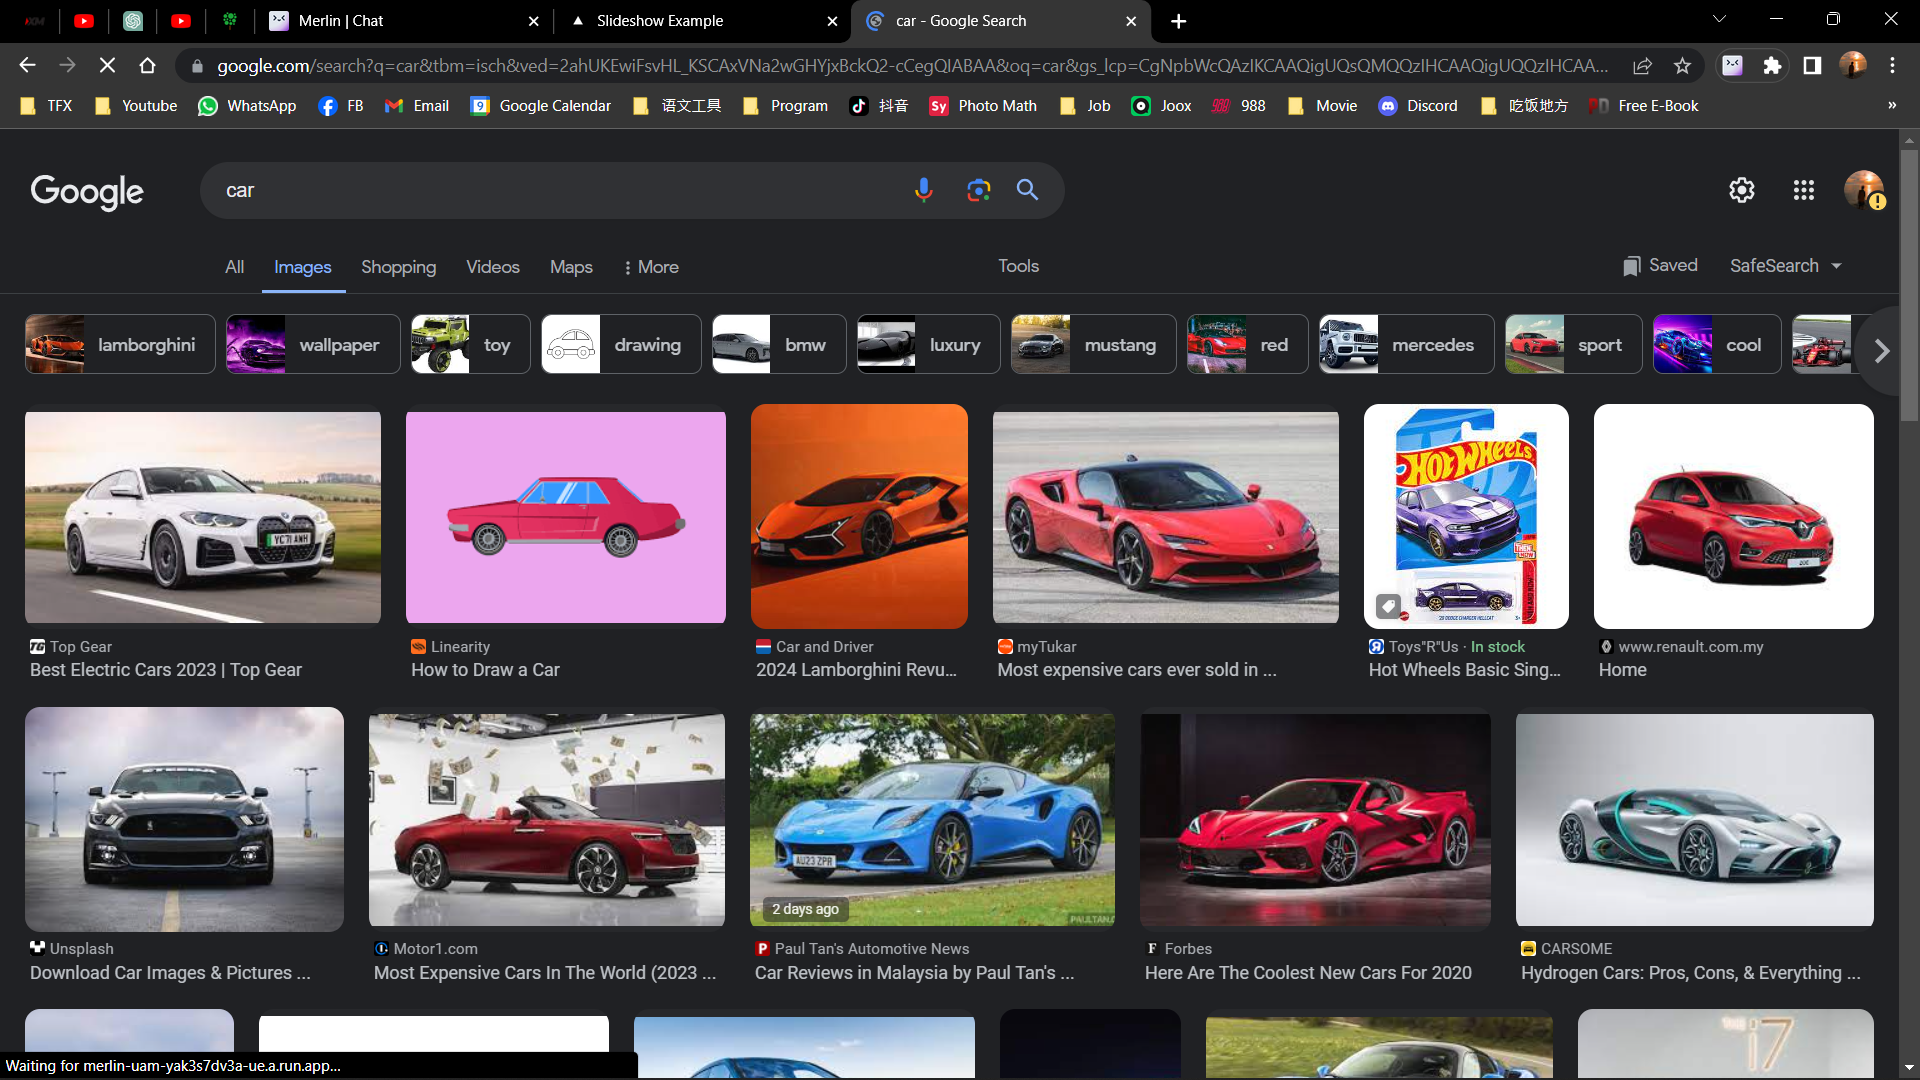 Merlin | Chat
Slideshow Example
car - Google Search
google.com/search?q=car&tbm=isch&ved=2ahUKEwiFsvHL_KSCAxVNa2wGHYjxBckQ2-cCegQIABAA&oq=car&gs_lcp=CgNpbWcQAzIKCAAQigUQsQMQQzIHCAAQigUQQzIHCAA...
TFX
Youtube
WhatsApp
FB
Email
Google Calendar
语文工具
Program
抖音
Photo Math
Job
Joox
988
Movie
Discord
吃饭地方
Free E-Book
»
Google
car
All
Images
Shopping
Videos
Maps
More
Tools
Saved
SafeSearch
lamborghini
wallpaper
toy
drawing
bmw
luxury
mustang
red
mercedes
sport
cool
YC71 AMH
Hot Wheels
Top Gear
Best Electric Cars 2023 | Top Gear
Linearity
How to Draw a Car
Car and Driver
2024 Lamborghini Revu...
myTukar
Most expensive cars ever sold in ...
Toys"R"Us · In stock
Hot Wheels Basic Sing...
www.renault.com.my
Home
AU23 ZPR
2 days ago
Unsplash
Download Car Images & Pictures ...
Motor1.com
Most Expensive Cars In The World (2023 ...
Paul Tan's Automotive News
Car Reviews in Malaysia by Paul Tan's ...
Forbes
Here Are The Coolest New Cars For 2020
CARSOME
Hydrogen Cars: Pros, Cons, & Everything ...
i7
Waiting for merlin-uam-yak3s7dv3a-ue.a.run.app...